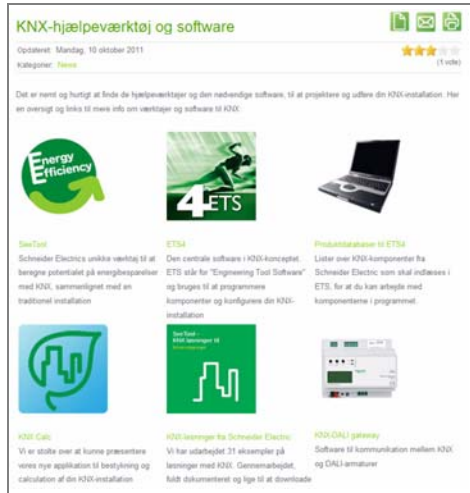 KNX-hjælpeværktøj og software
Opdateret: Mandag, 10 oktober 2011
(1 vote)
Kategorier: News
Det er nemt og hurtigt at finde de hjælpeværktøjer og den nødvendige software, til at projektere og udføre din KNX-installation. Her
en oversigt og links til mere info om værktøjer og software til KNX:
Energy
Efficiency
SeeTool
Schneider Electrics unikke værktøj til at
beregne potentialet på energibesparelser
med KNX, sammenlignet med en
traditionel installation
4 ETS
ETS4
Den centrale software i KNX-konceptet.
ETS står for "Engineering Tool Software"
og bruges til at programmere
komponenter og konfigurere din KNX-
installation
Produktdatabaser til ETS4
Lister over KNX-komponenter fra
Schneider Electric som skal indlæses i
ETS, for at du kan arbejde med
komponenterne i programmet.
KNX Calc
Vi er stolte over at kunne præsentere
vores nye applikation til bestykning og
calculation af din KNX-installation
SeeTool -
KNX løsninger til
KNX-løsninger fra Schneider Electric
Vi har udarbejdet 31 eksempler på
løsninger med KNX. Gennemarbejdet,
fuldt dokumenteret og lige til at downloade
KNX-DALI gateway
Software til kommunikation mellem KNX
og DALI-armaturer